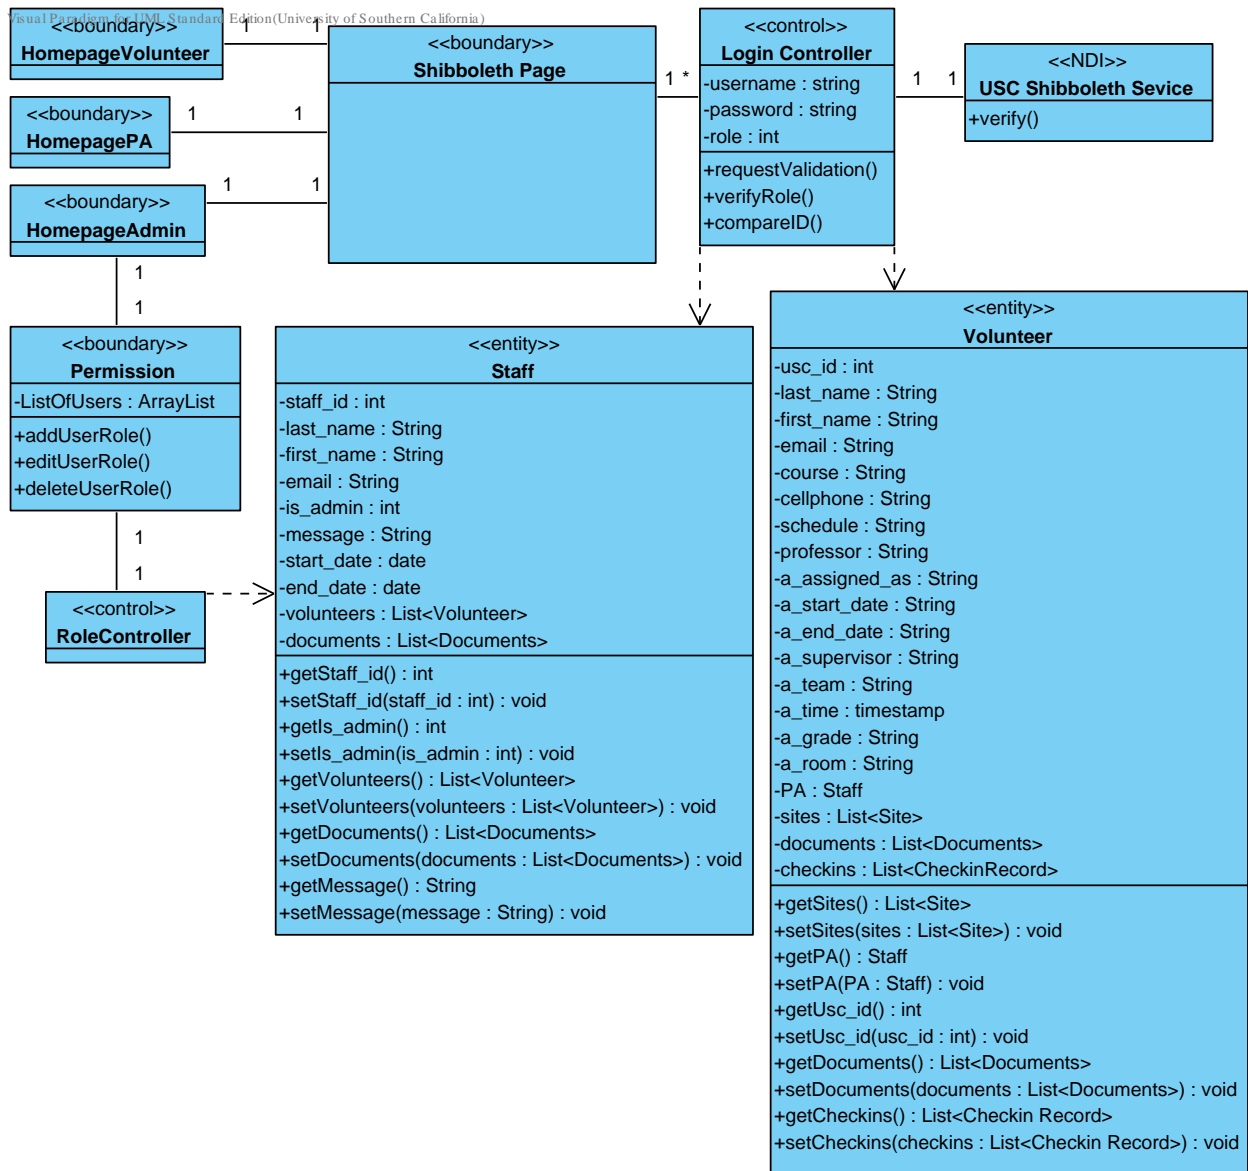 Visual Paradigm for UML Standard Edition(University of Southern California)
<<boundary>>
HomepageVolunteer
1
1
<<boundary>>
Shibboleth Page
1
*
<<control>>
Login Controller
-username : string
-password : string
-role : int
+requestValidation()
+verifyRole()
+compareID()
1
1
<<NDI>>
USC Shibboleth Sevice
+verify()
<<boundary>>
HomepagePA
1
1
<<boundary>>
HomepageAdmin
1
1
1
1
<<boundary>>
Permission
-ListOfUsers : ArrayList
+addUserRole()
+editUserRole()
+deleteUserRole()
1
1
<<control>>
RoleController
<<entity>>
Staff
-staff_id : int
-last_name : String
-first_name : String
-email : String
-is_admin : int
-message : String
-start_date : date
-end_date : date
-volunteers : List<Volunteer>
-documents : List<Documents>
+getStaff_id() : int
+setStaff_id(staff_id : int) : void
+getIs_admin() : int
+setIs_admin(is_admin : int) : void
+getVolunteers() : List<Volunteer>
+setVolunteers(volunteers : List<Volunteer>) : void
+getDocuments() : List<Documents>
+setDocuments(documents : List<Documents>) : void
+getMessage() : String
+setMessage(message : String) : void
<<entity>>
Volunteer
-usc_id : int
-last_name : String
-first_name : String
-email : String
-course : String
-cellphone : String
-schedule : String
-professor : String
-a_assigned_as : String
-a_start_date : String
-a_end_date : String
-a_supervisor : String
-a_team : String
-a_time : timestamp
-a_grade : String
-a_room : String
-PA : Staff
-sites : List<Site>
-documents : List<Documents>
-checkins : List<CheckinRecord>
+getSites() : List<Site>
+setSites(sites : List<Site>) : void
+getPA() : Staff
+setPA(PA : Staff) : void
+getUsc_id() : int
+setUsc_id(usc_id : int) : void
+getDocuments() : List<Documents>
+setDocuments(documents : List<Documents>) : void
+getCheckins() : List<Checkin Record>
+setCheckins(checkins : List<Checkin Record>) : void